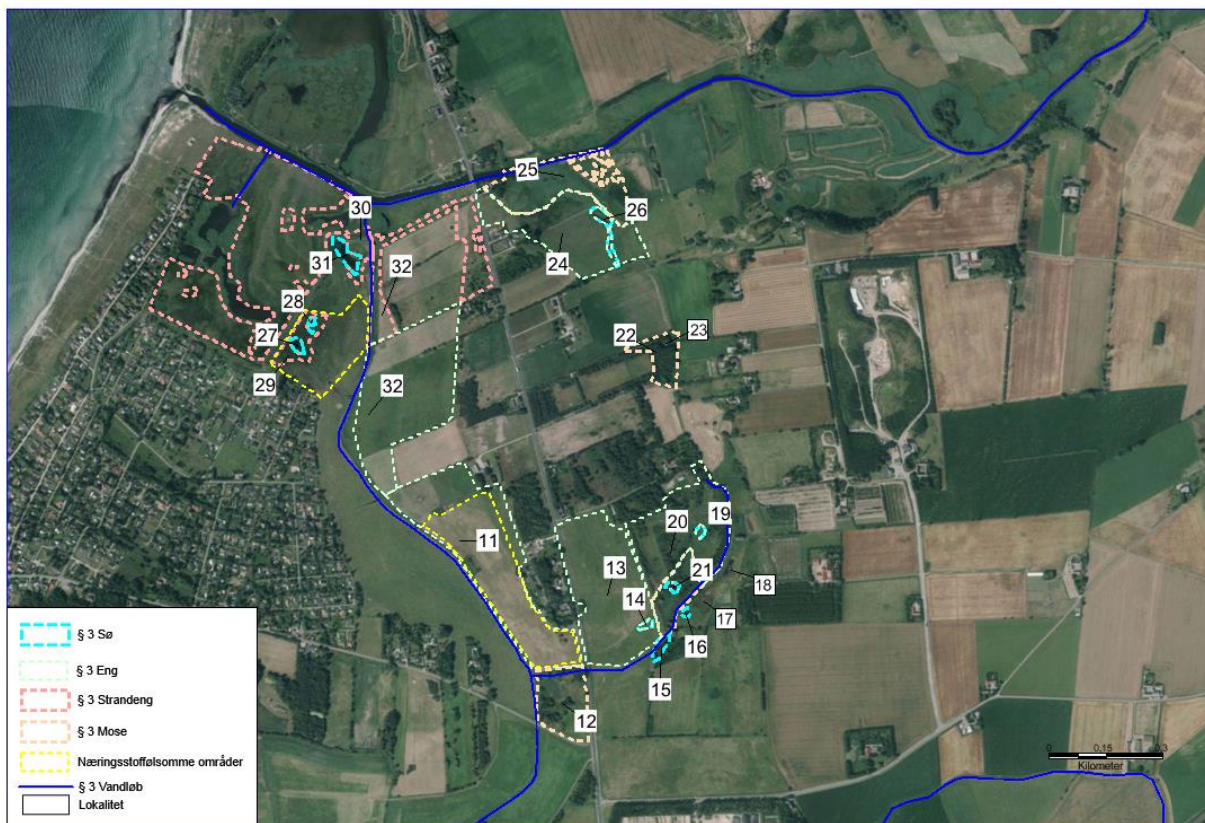 25
30
26
31
32
24
28
22
23
27
29
32
11
20
19
13
21
18
14
17
16
15
12
§ 3 Sø
§ 3 Eng
§ 3 Strandeng
§ 3 Mose
Næringsstoffølsomme områder
§ 3 Vandløb
Lokalitet
0 0,15 0,3
Kilometer